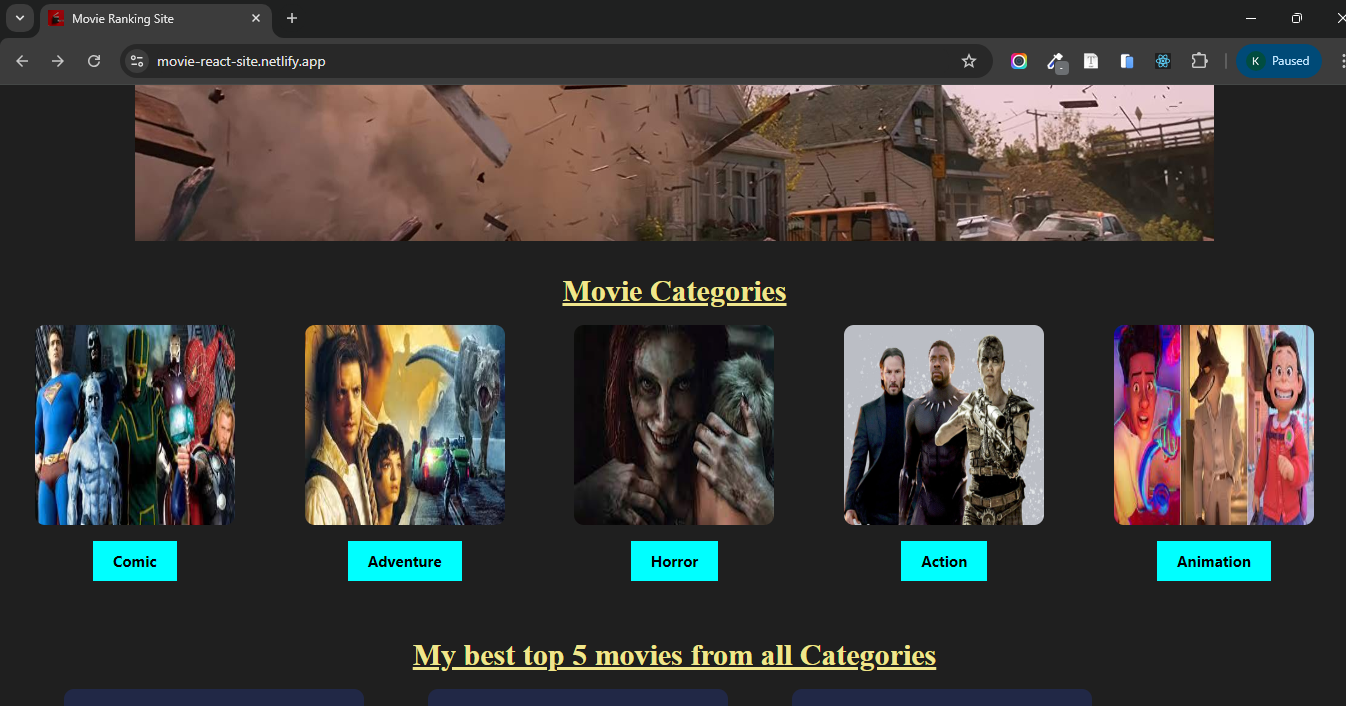 Movie Ranking Site
movie-react-site.netlify.app
K Paused
Movie Categories
Comic Adventure Horror Action Animation
My best top 5 movies from all Categories